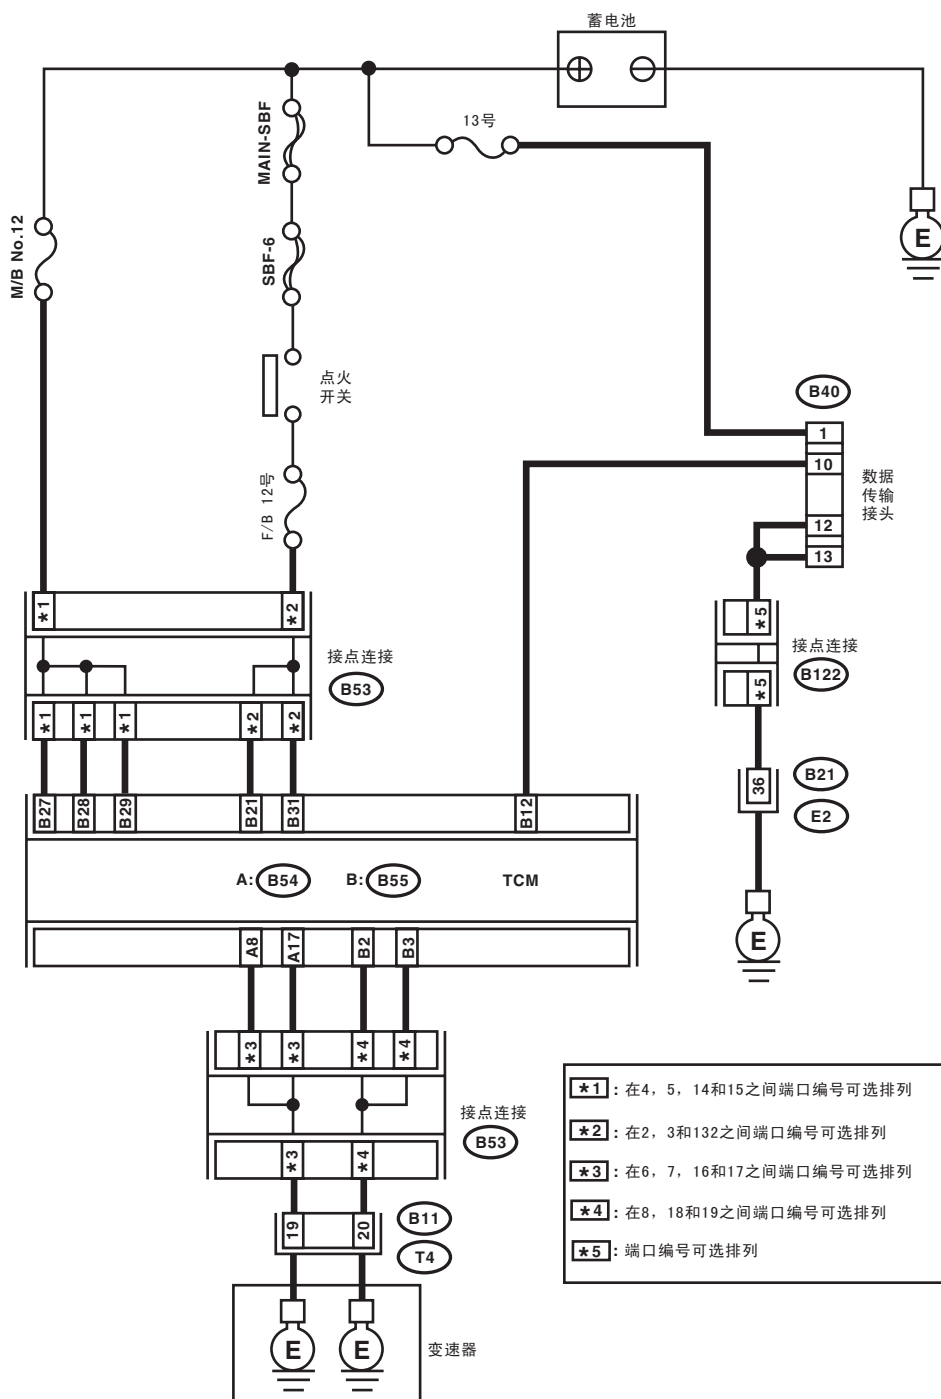 蓄电池
13号
MAIN-SBF
M/B No.12
SBF-6
E
点火
开关
B40
1
10
12
13
数据
传输
接头
F/B 12号
*1
*2
接点连接
B53
*1
*1
*1
*2
*2
*5
*5
接点连接
B122
B27
B28
B29
B21
B31
B12
36
B21
E2
A: B54
B: B55
TCM
E
A8
A17
B2
B3
*3
*3
*4
*4
接点连接
B53
*3
*4
19
20
B11
T4
E
E
变速器
*1 : 在4, 5, 14和15之间端口编号可选排列
*2 : 在2, 3和132之间端口编号可选排列
*3 : 在6, 7, 16和17之间端口编号可选排列
*4 : 在8, 18和19之间端口编号可选排列
*5 : 端口编号可选排列